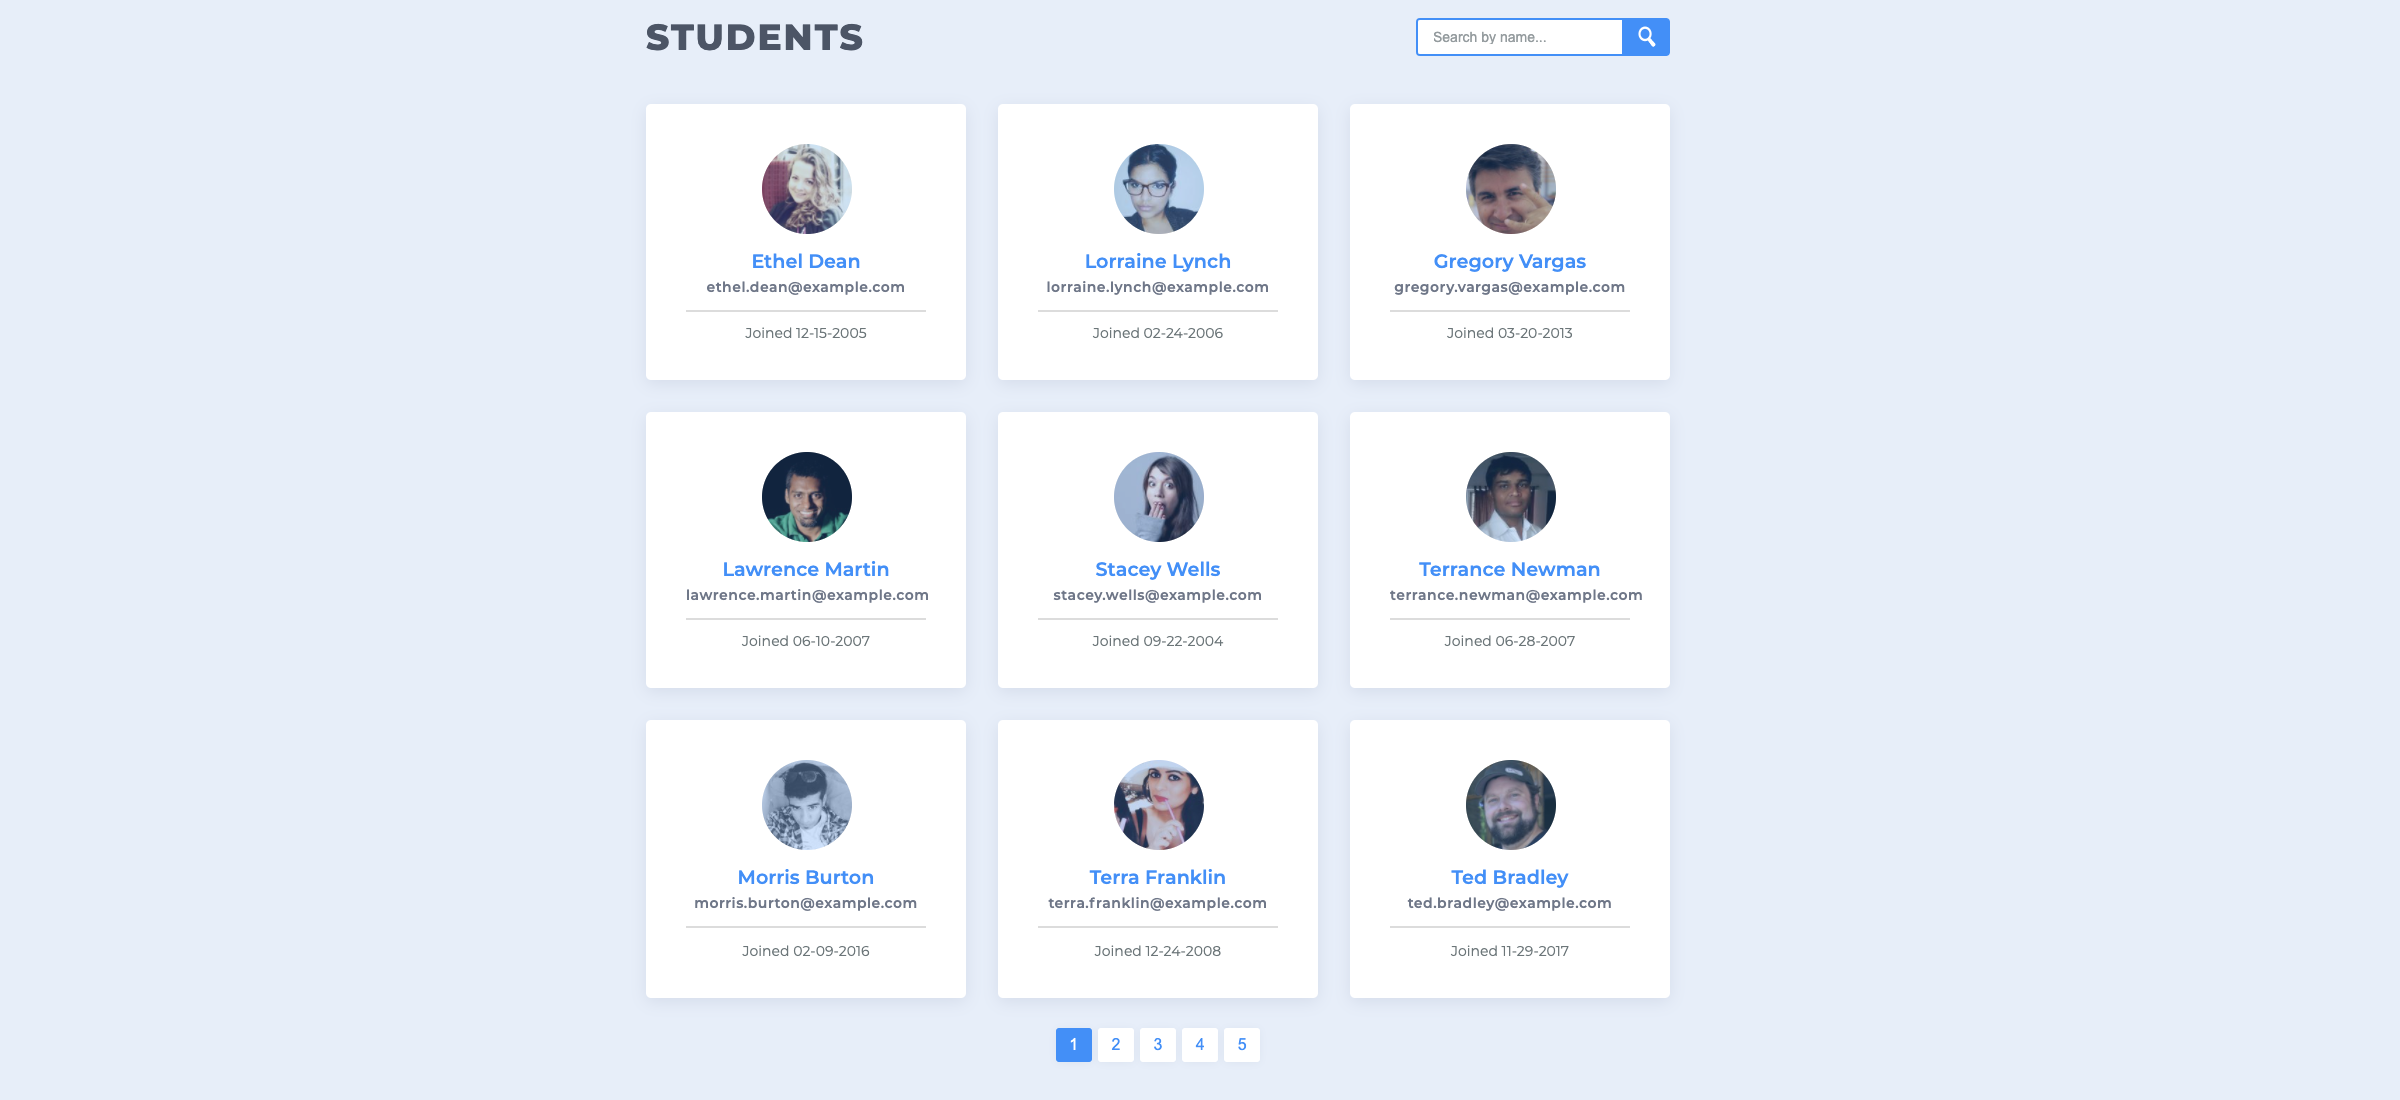 STUDENTS
Search by name...
Ethel Dean
ethel.dean@example.com
Joined 12-15-2005
Lorraine Lynch
lorraine.lynch@example.com
Joined 02-24-2006
Gregory Vargas
gregory.vargas@example.com
Joined 03-20-2013
Lawrence Martin
lawrence.martin@example.com
Joined 06-10-2007
Stacey Wells
stacey.wells@example.com
Joined 09-22-2004
Terrance Newman
terrance.newman@example.com
Joined 06-28-2007
Morris Burton
morris.burton@example.com
Joined 02-09-2016
Terra Franklin
terra.franklin@example.com
Joined 12-24-2008
Ted Bradley
ted.bradley@example.com
Joined 11-29-2017
1 2 3 4 5